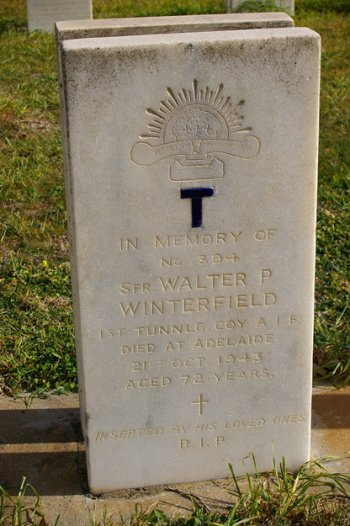 T
IN MEMORY OF
No 394
SPR WALTER P
WINTERFIELD
1ST TUNNLG. COY A.I.F.
DIED AT ADELAIDE
21 OCT 1943
AGED 72 YEARS.
INSERTED BY HIS LOVED ONES
R.I.P.